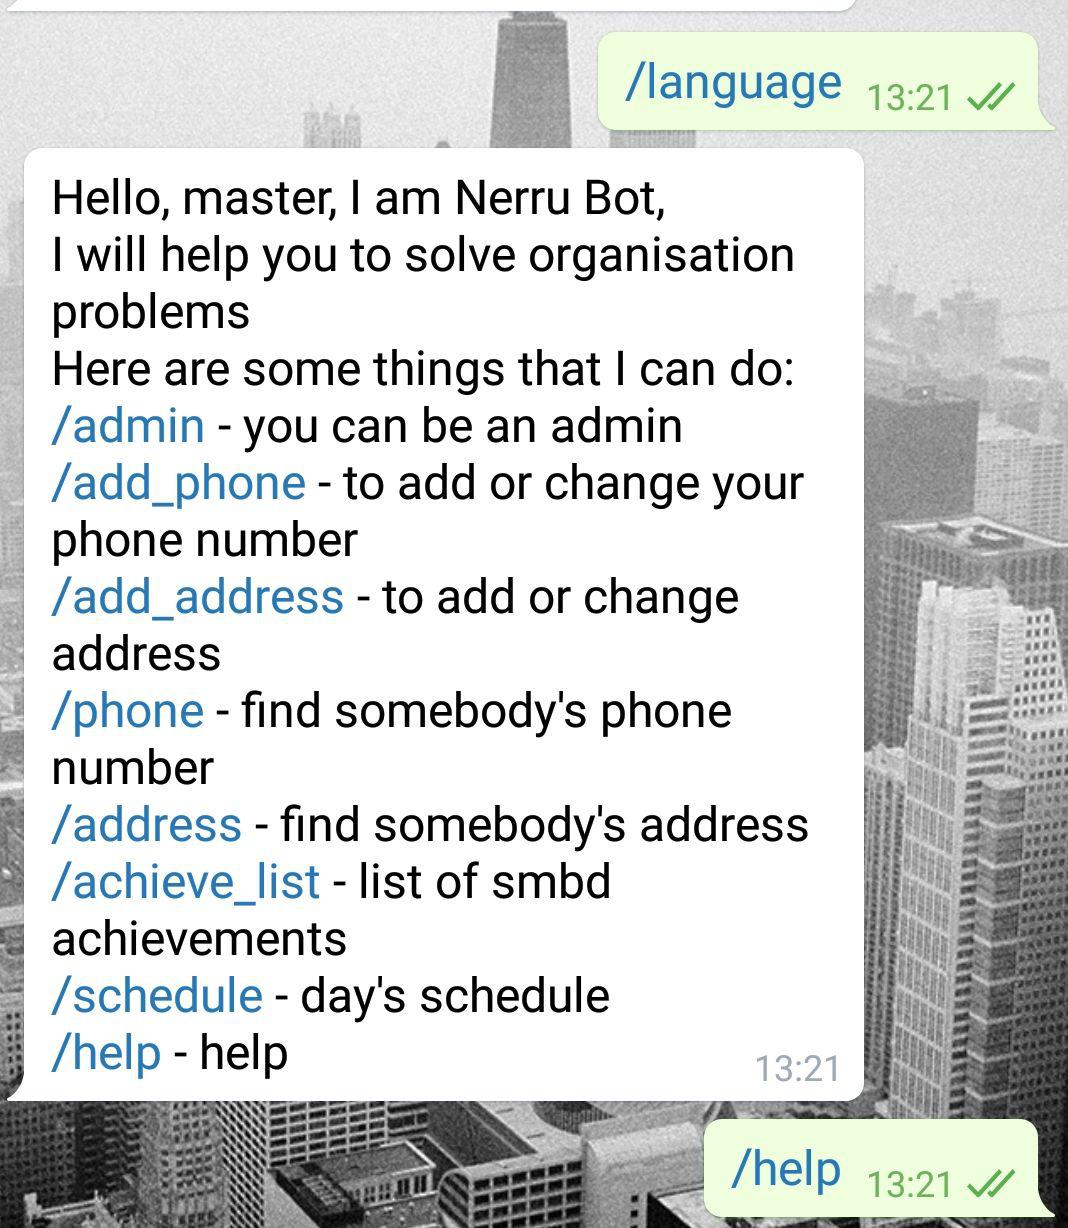 /language 13:21
Hello, master, I am Nerru Bot,
I will help you to solve organisation
problems
Here are some things that I can do:
/admin - you can be an admin
/add_phone - to add or change your
phone number
/add_address - to add or change
address
/phone - find somebody's phone
number
/address - find somebody's address
/achieve_list - list of smbd
achievements
/schedule - day's schedule
/help - help
13:21
/help 13:21